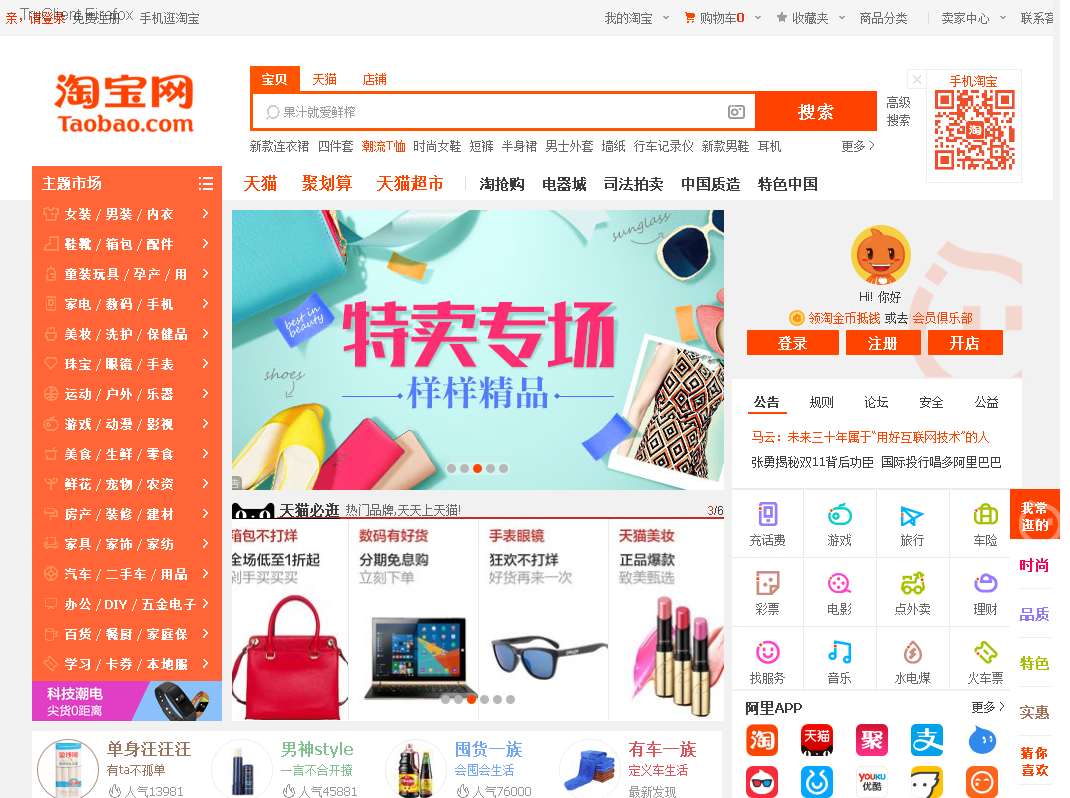 亲，请登录 免费注册 手机逛淘宝
TruClient Firefox
我的淘宝 购物车0 收藏夹 商品分类 卖家中心 联系客
淘宝网
Taobao.com
宝贝 天猫 店铺
果汁就爱鲜榨
搜索
高级
搜索
手机淘宝
淘
新款连衣裙 四件套 潮流T恤 时尚女鞋 短裤 半身裙 男士外套 墙纸 行车记录仪 新款男鞋 耳机 更多
主题市场
天猫 聚划算 天猫超市 淘抢购 电器城 司法拍卖 中国质造 特色中国
女装 / 男装 / 内衣
鞋靴 / 箱包 / 配件
童装玩具 / 孕产 / 用
家电 / 数码 / 手机
美妆 / 洗护 / 保健品
珠宝 / 眼镜 / 手表
运动 / 户外 / 乐器
游戏 / 动漫 / 影视
美食 / 生鲜 / 零食
鲜花 / 宠物 / 农资
房产 / 装修 / 建材
家具 / 家饰 / 家纺
汽车 / 二手车 / 用品
办公 / DIY / 五金电子
百货 / 餐厨 / 家庭保
学习 / 卡券 / 本地服
科技潮电
尖货0距离
sunglass
best in
beauty
特卖专场
shoes
样样精品
天猫必逛 热门品牌,天天上天猫! 3/6
箱包不打烊
全场低至1折起
剁手买买买
数码有好货
分期免息购
立刻下单
手表眼镜
狂欢不打烊
好货再来一次
天猫美妆
正品爆款
致美甄选
Hi! 你好
领淘金币抵钱 或去 会员俱乐部
登录 注册 开店
公告 规则 论坛 安全 公益
马云：未来三十年属于“用好互联网技术”的人
张勇揭秘双11背后功臣 国际投行唱多阿里巴巴
充话费 游戏 旅行 车险
彩票 电影 点外卖 理财
找服务 音乐 水电煤 火车票
阿里APP 更多
淘 天猫 聚 支
YOUKU
优酷
我常
逛的
时尚
品质
特色
实惠
猜你
喜欢
单身汪汪汪
有ta不孤单
人气13981
男神style
一言不合开撩
人气45881
囤货一族
会囤会生活
人气76000
有车一族
定义车生活
最新发现